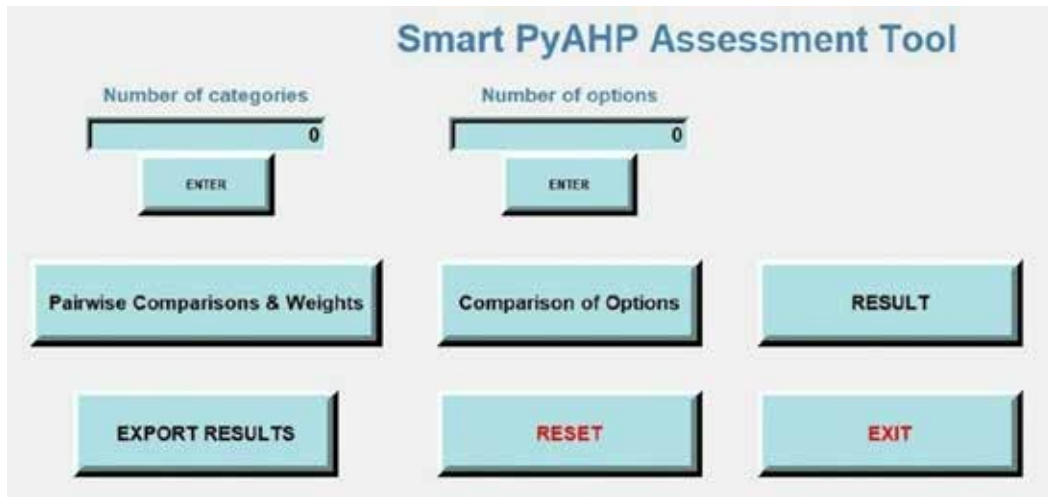 Smart PyAHP Assessment Tool
Number of categories
Number of options
0
0
ENTER
ENTER
Pairwise Comparisons & Weights
Comparison of Options
RESULT
EXPORT RESULTS
RESET
EXIT